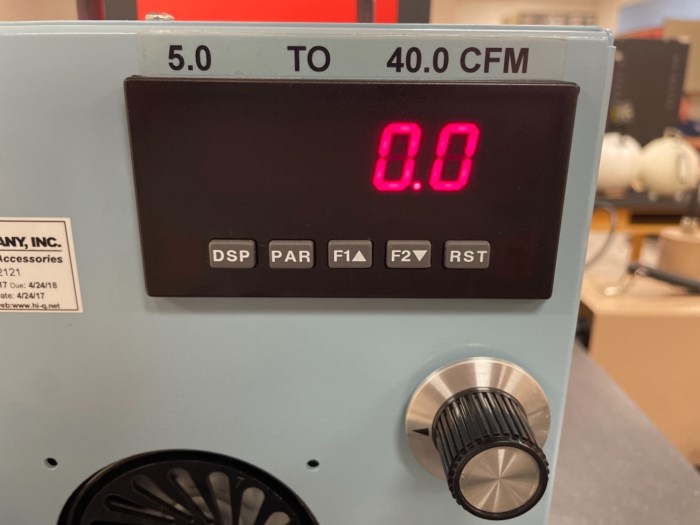 5.0 TO 40.0 CFM
0.0
DSP PAR F1▲ F2▼ RST
ANY, INC.
Accessories
2121
17 Due: 4/24/18
ate: 4/24/17
eb:www.hi-q.net